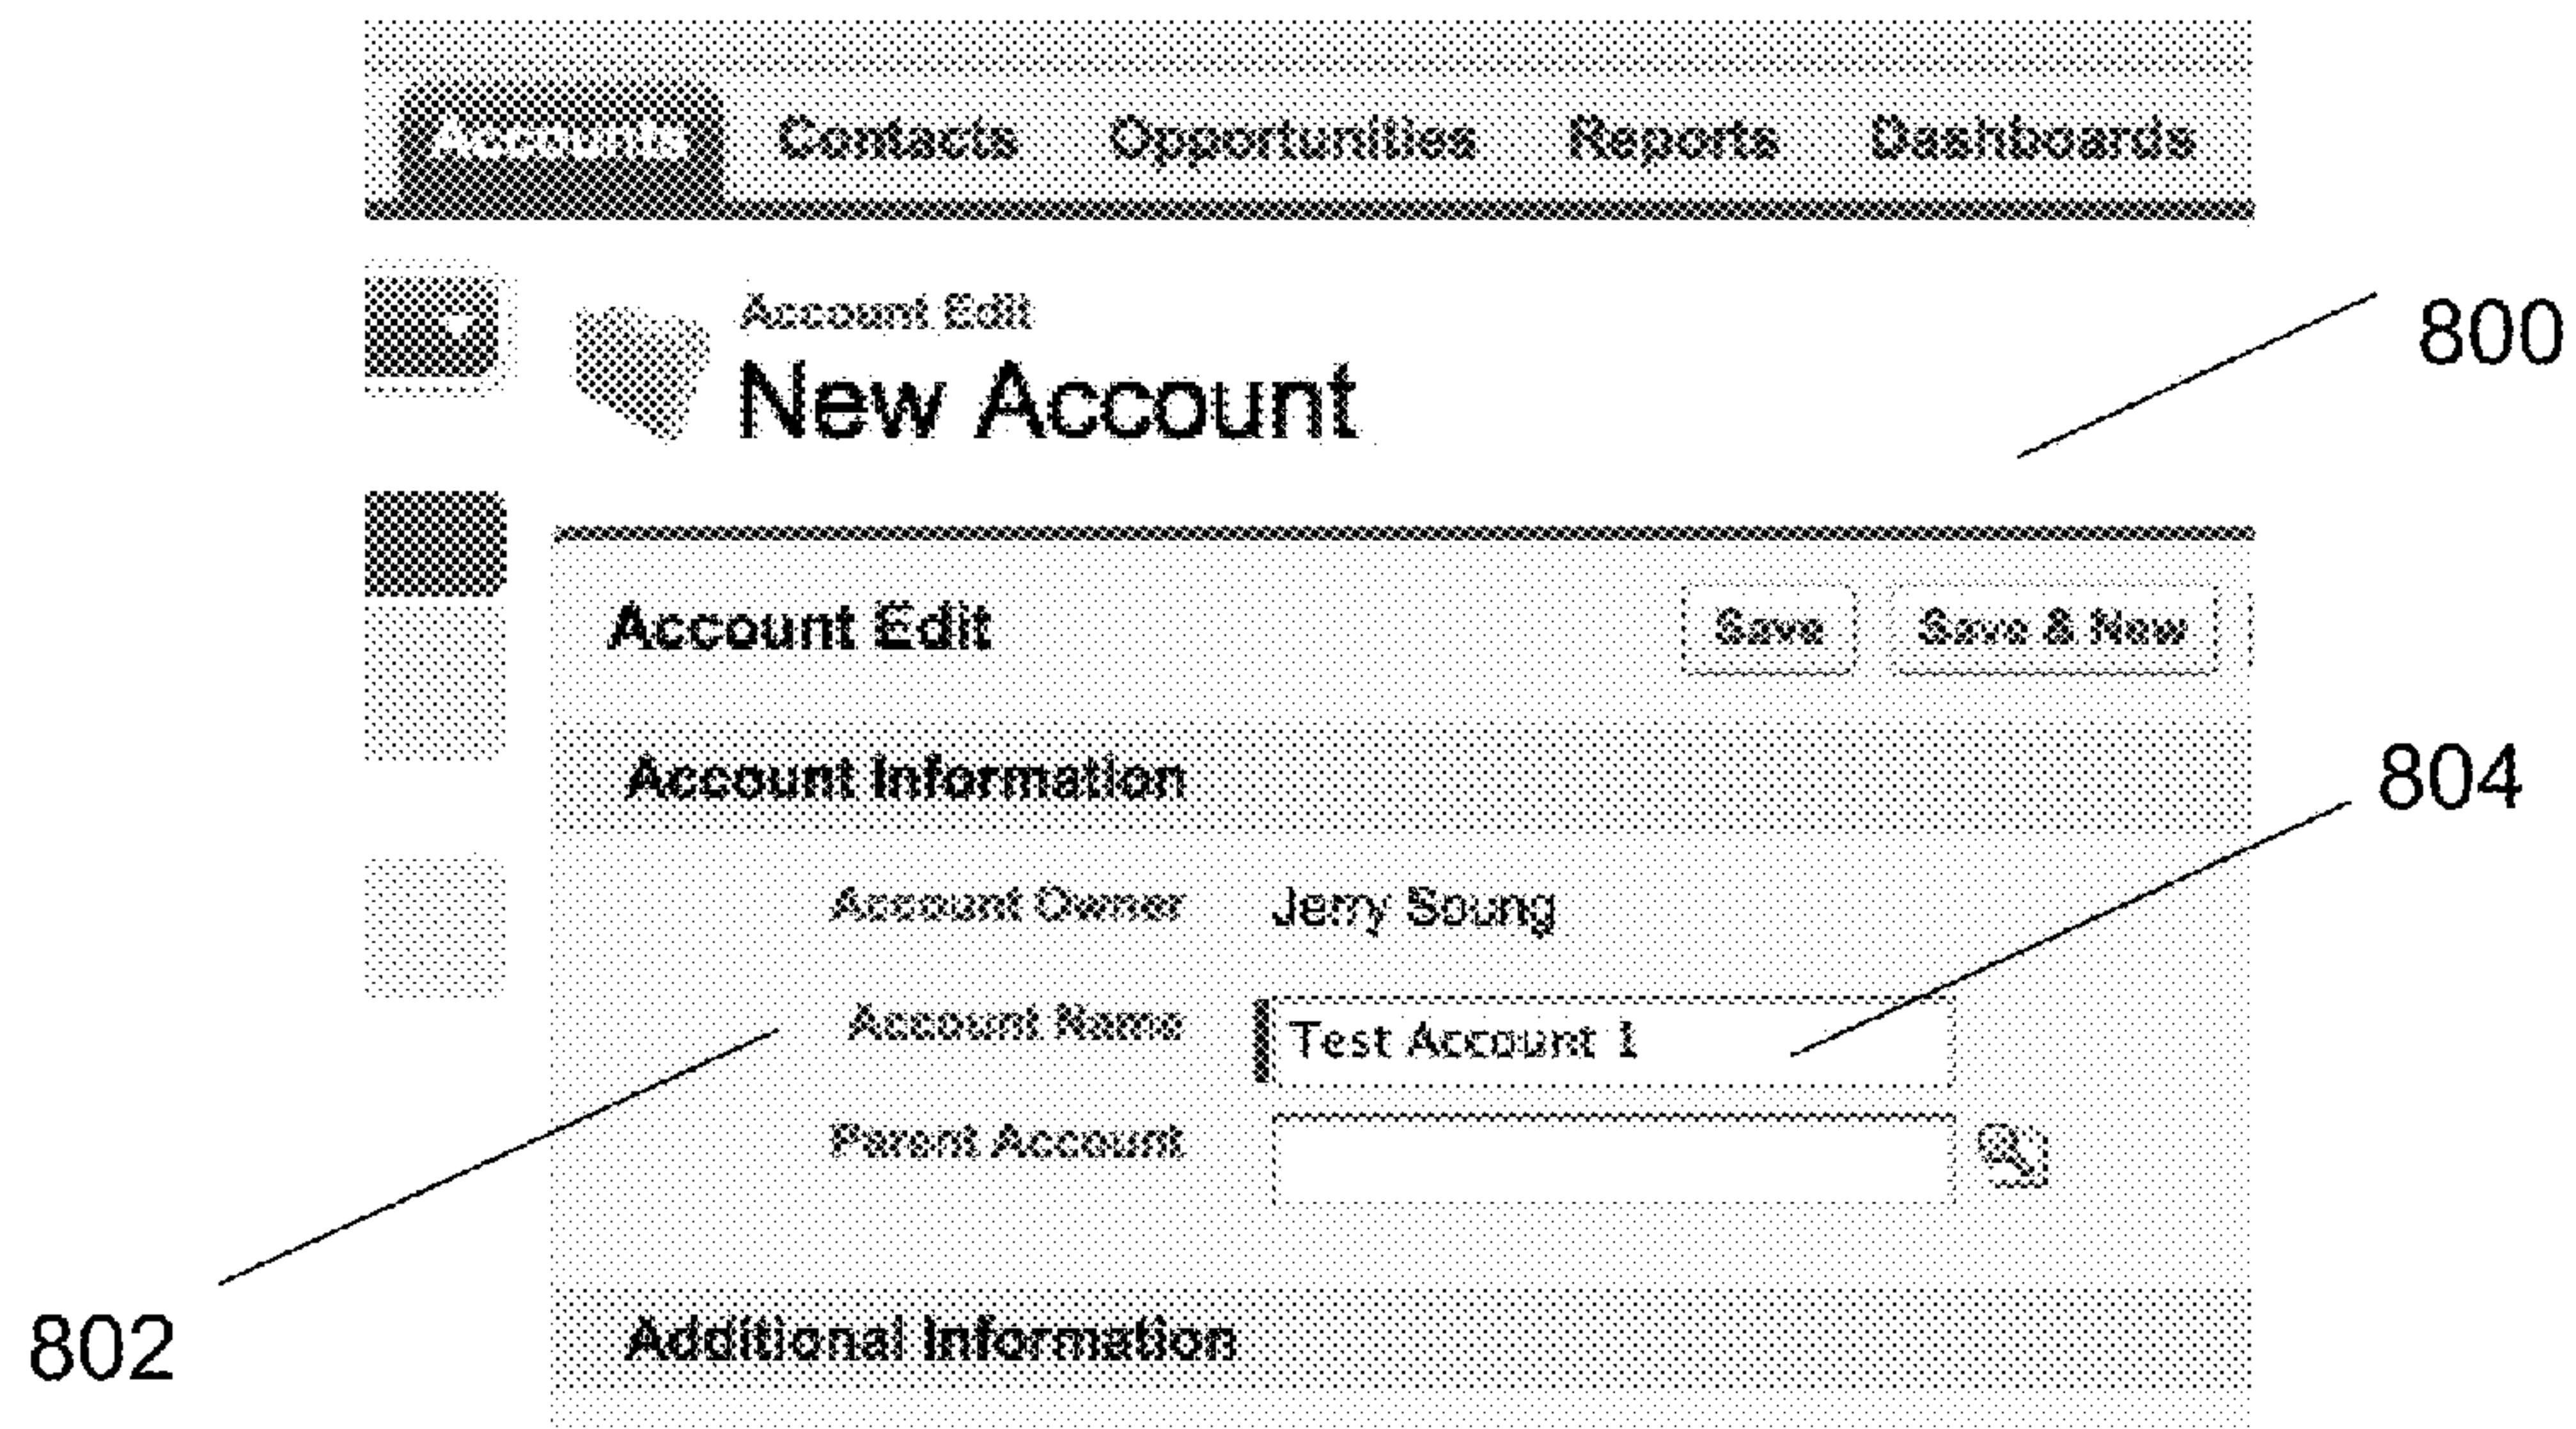 Accounts Contacts Opportunities Reports Dashboards
Account Edit
New Account
800
Account Edit Save Save & New
Account Information
804
Account Owner Jerry Soung
Account Name Test Account 1
Parent Account
802
Additional Information